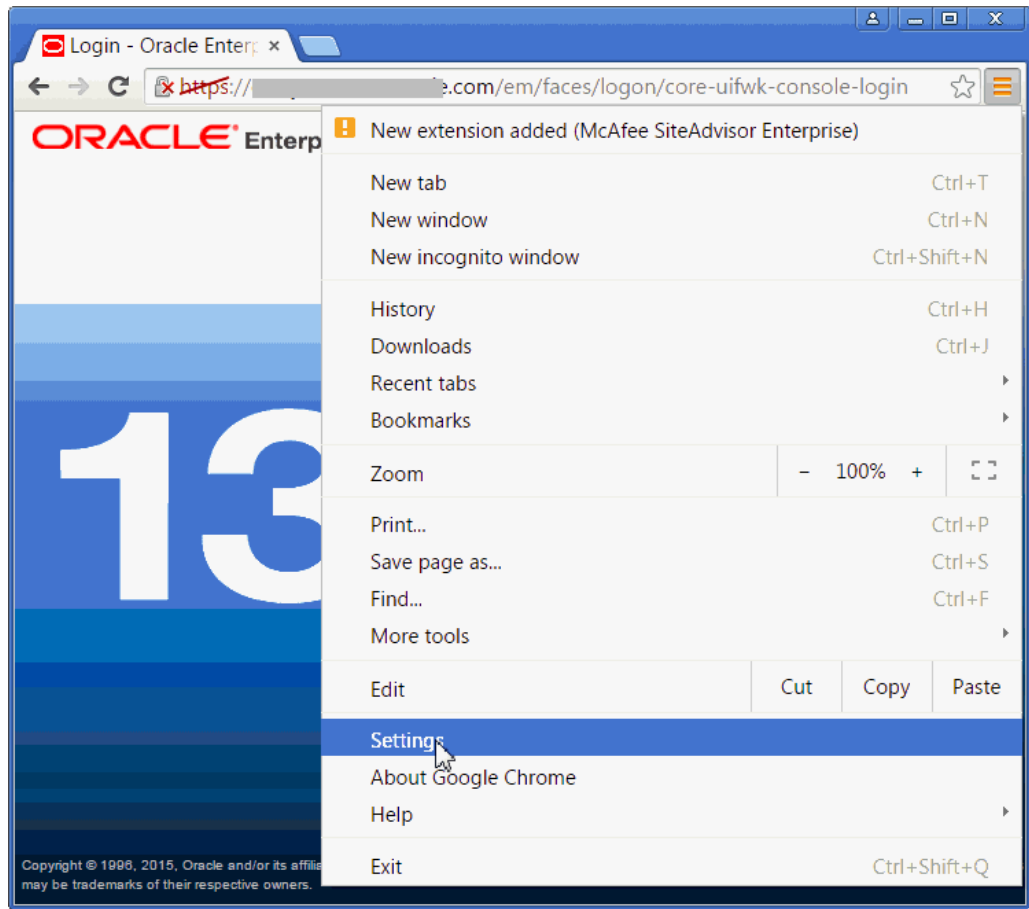 Login - Oracle Enterp
https:// e.com/em/faces/logon/core-uifwk-console-login
ORACLE Enterp
New extension added (McAfee SiteAdvisor Enterprise)
New tab Ctrl+T
New window Ctrl+N
New incognito window Ctrl+Shift+N
History Ctrl+H
Downloads Ctrl+J
Recent tabs
Bookmarks
Zoom - 100% +
13
Print... Ctrl+P
Save page as... Ctrl+S
Find... Ctrl+F
More tools
Edit Cut Copy Paste
Settings
About Google Chrome
Help
Exit Ctrl+Shift+Q
Copyright © 1996, 2015, Oracle and/or its affilia
may be trademarks of their respective owners.